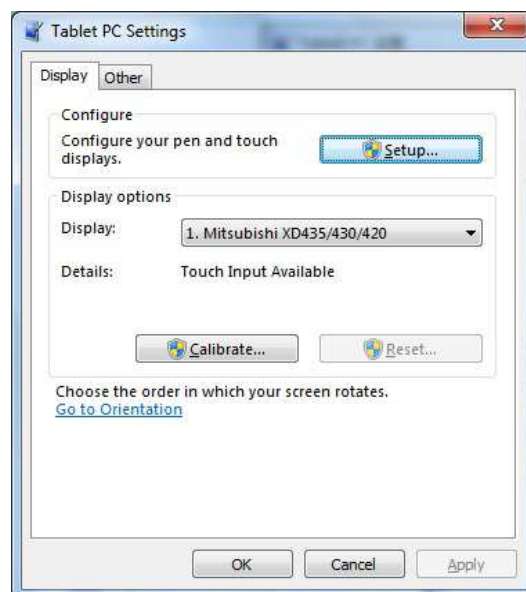 Tablet PC Settings
Display Other
Configure
Configure your pen and touch
displays.
Setup...
Display options
Display: 1. Mitsubishi XD435/430/420
Details: Touch Input Available
Calibrate... Reset...
Choose the order in which your screen rotates.
Go to Orientation
OK Cancel Apply